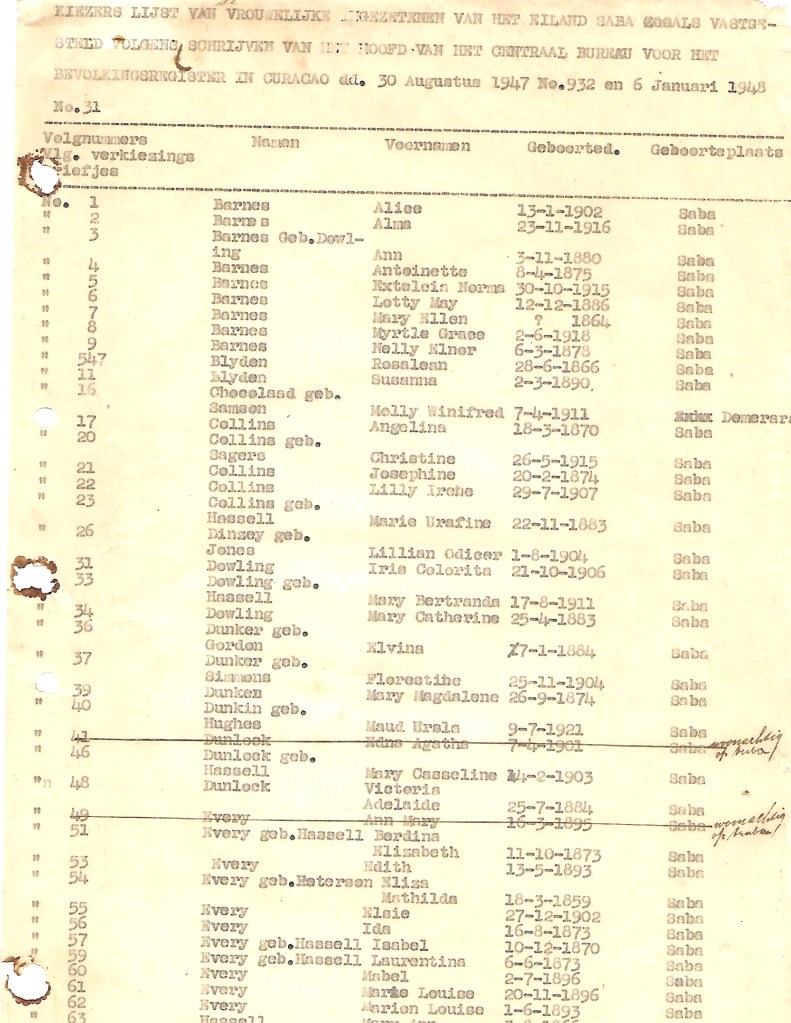 KIEZERS LIJST VAN VROUWELIJKE INGEZETENEN VAN HET EILAND SABA ZOGALS VASTGE-
STELD VOLGENS SCHRIJVEN VAN HET HOOFD VAN HET CENTRAAL BUREAU VOOR HET
BEVOLKINGSREGISTER IN CURACAO dd. 30 Augustus 1947 No.932 en 6 Januari 1948
No.31
Volgnummers Namen Voornamen Geboorted. Geboorteplaats
Vlg. verkiezings
briefjes
No. 1 Barnes Alice 13-1-1902 Saba
" 2 Barnes Alma 23-11-1916 Saba
" 3 Barnes Geb.Dowl-
ing Ann 3-11-1880 Saba
" 4 Barnes Antoinette 8-4-1875 Saba
" 5 Barnes Extelein Norma 30-10-1915 Saba
" 6 Barnes Letty May 12-12-1886 Saba
" 7 Barnes Mary Ellen ? 1864 Saba
" 8 Barnes Myrtle Grace 2-6-1918 Saba
" 9 Barnes Nelly Elnor 6-3-1878 Saba
" 547 Blyden Rosalean 28-6-1866 Saba
" 11 Blyden Susanna 2-3-1890. Saba
" 16 Chocolaad geb.
Samson Molly Winifred 7-4-1911 Demerara
" 17 Collins Angelina 18-3-1870 Saba
" 20 Collins geb.
Sagers Christine 26-5-1915 Saba
" 21 Collins Josephine 20-2-1874 Saba
" 22 Collins Lilly Irene 29-7-1907 Saba
" 23 Collins geb.
Hassell Marie Urafine 22-11-1883 Saba
" 26 Dinzey geb.
Jones Lillian Odicer 1-8-1904 Saba
31 Dowling Iris Colorita 21-10-1906 Saba
33 Dowling geb.
Hassell Mary Bertranda 17-8-1911 Saba
" 34 Dowling Mary Catherine 25-4-1883 Saba
" 36 Dunker geb.
Gordon Elvina 17-1-1884 Saba
" 37 Dunker geb.
Simmons Florestine 25-11-1904 Saba
" 39 Dunken Mary Magdalene 26-9-1874 Saba
" 40 Dunkin geb.
Hughes Maud Ursla 9-7-1921 Saba
" 41 Dunlock Edna Agatha 7-4-1901 Saba woonachtig
op Aruba
" 46 Dunlock geb.
Hassell Mary Casseline 14-2-1903 Saba
"" 48 Dunlock Victoria
Adelaide 25-7-1884 Saba
" 49 Every Ann Mary 16-3-1895 Saba woonachtig
op Aruba
" 51 Every geb.Hassell Berdina
Elizabeth 11-10-1873 Saba
" 53 Every Edith 13-5-1893 Saba
" 54 Every geb.Heterson Eliza
Mathilda 18-3-1859 Saba
" 55 Every Elsie 27-12-1902 Saba
" 56 Every Ida 16-8-1873 Saba
" 57 Every geb.Hassell Isabel 10-12-1870 Saba
" 59 Every geb.Hassell Laurentina 6-6-1873 Saba
60 Every Mabel 2-7-1896 Saba
61 Every Marie Louise 20-11-1896 Saba
" 62 Every Marion Louise 1-6-1893 Saba
" 63 Hassell Mary Ann Saba